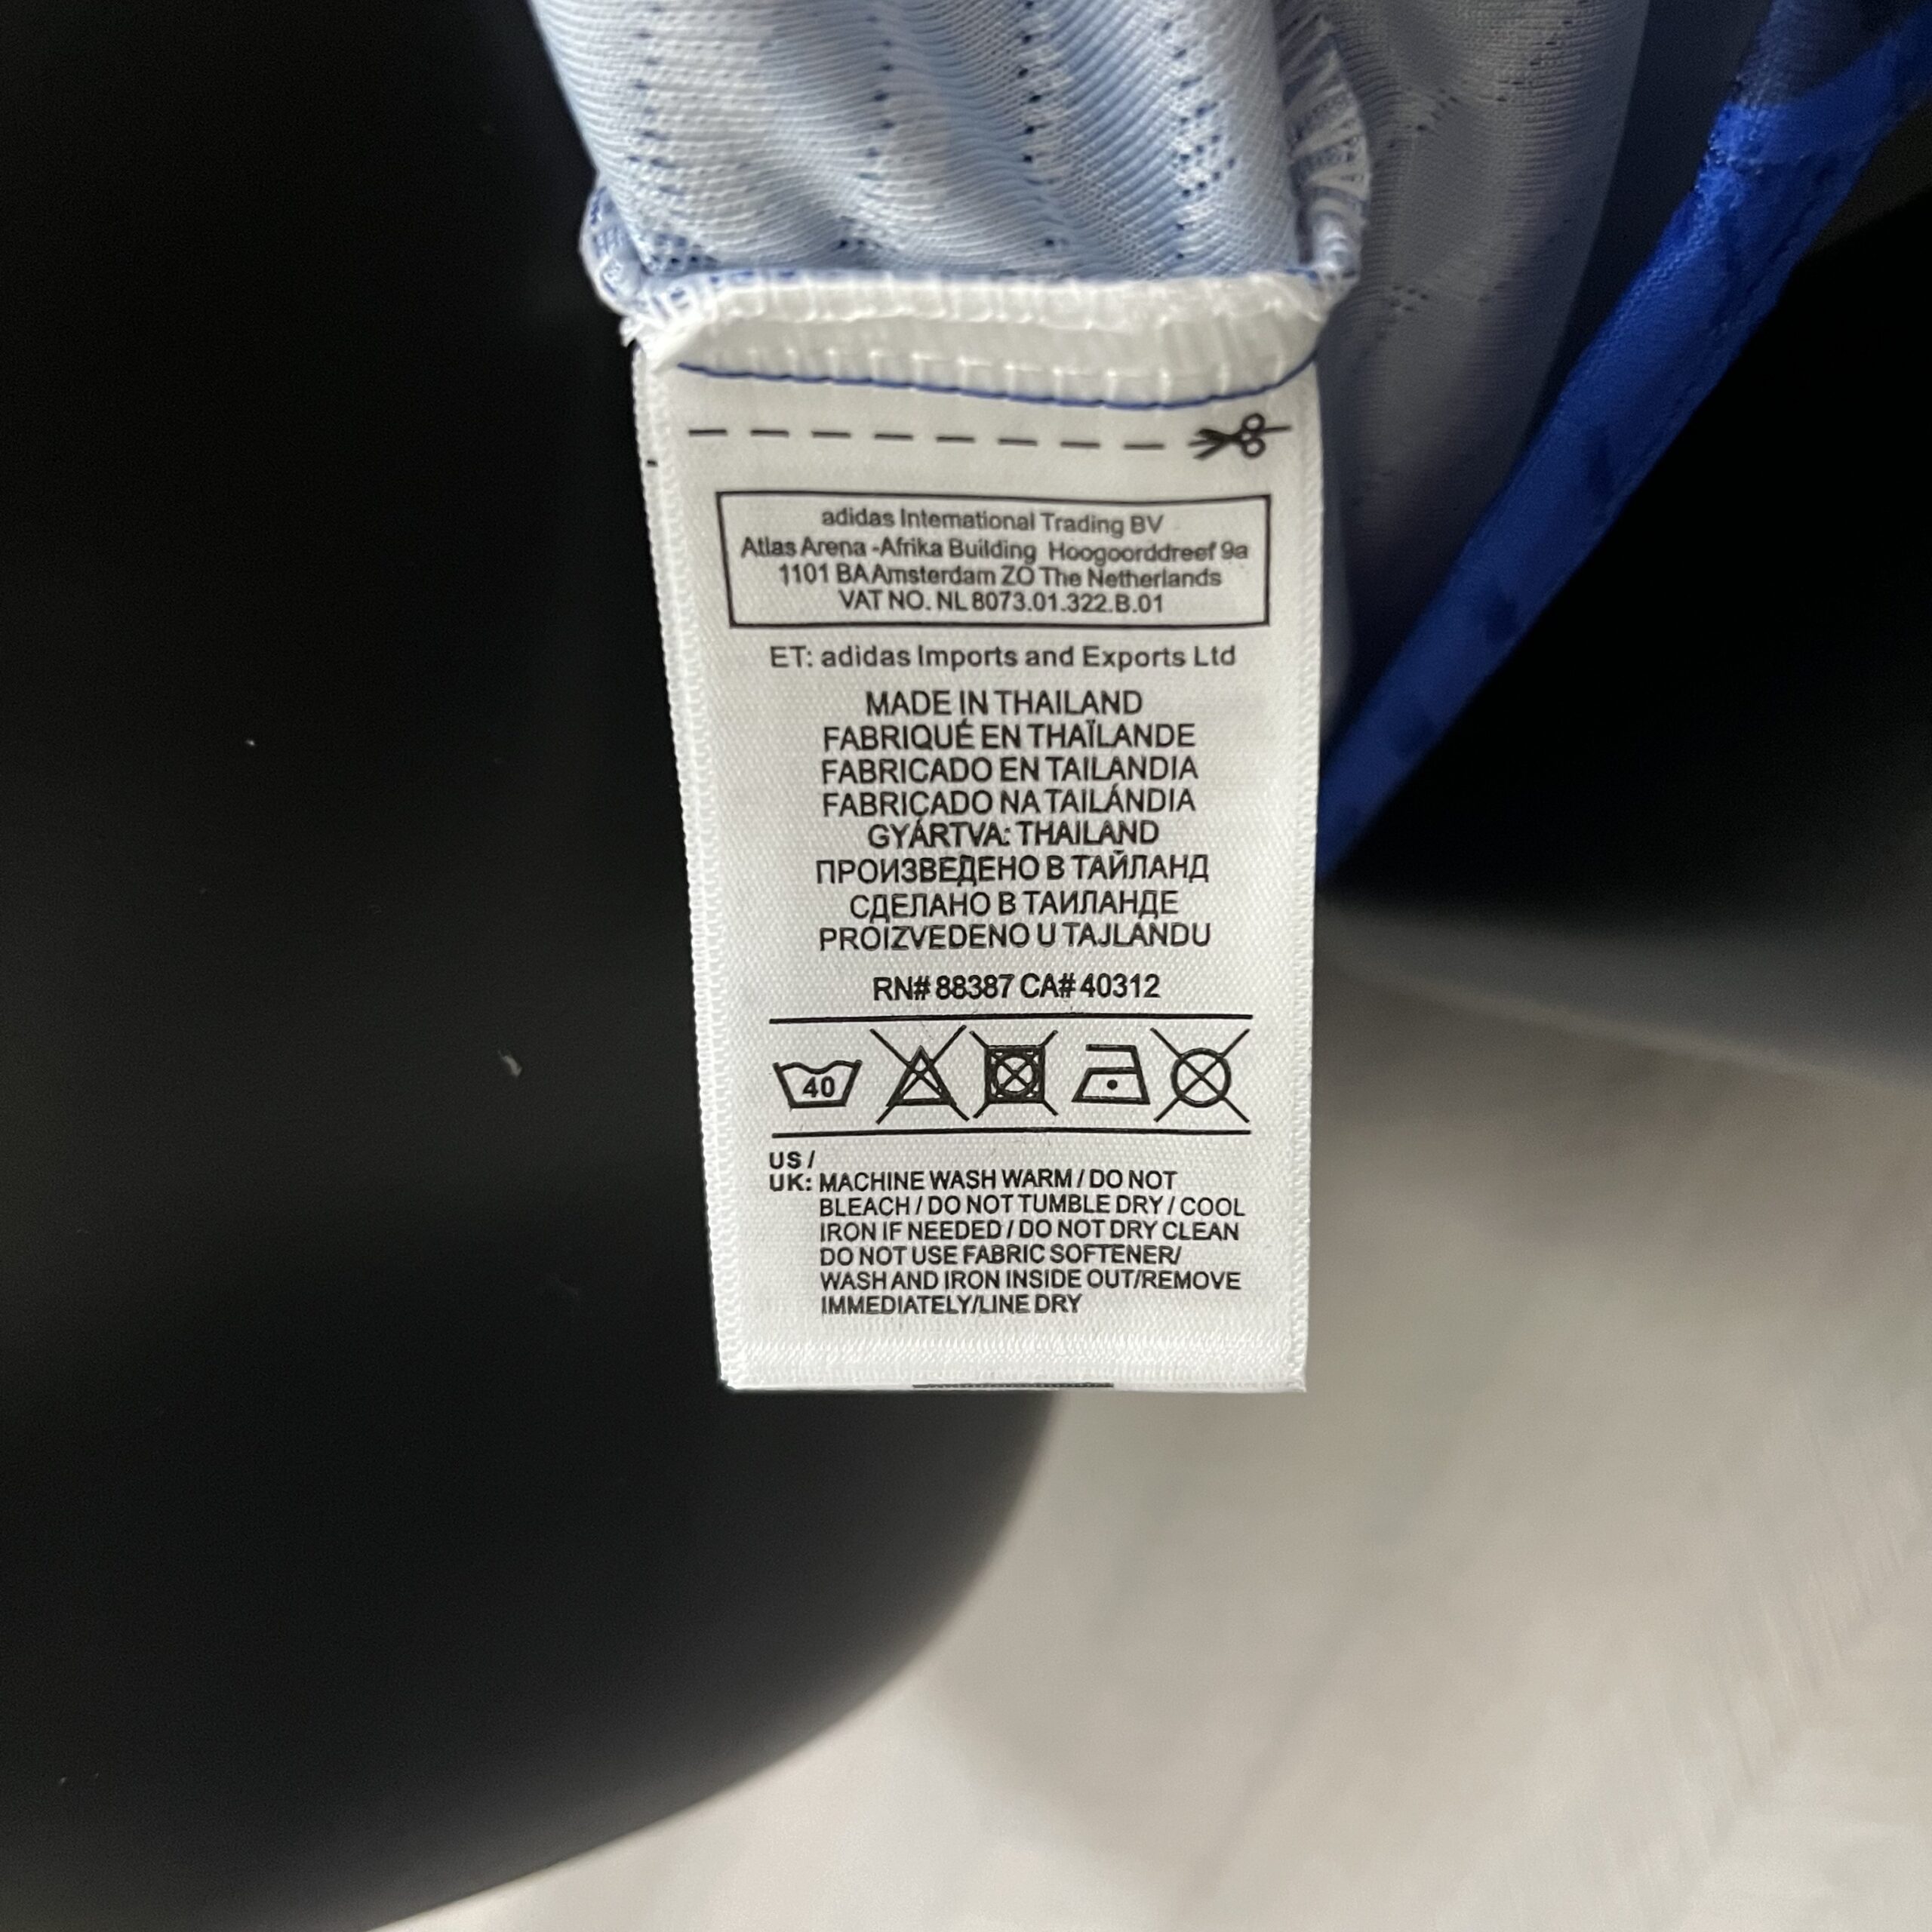 adidas International Trading BV
Atlas Arena -Afrika Building Hoogoorddreef 9a
1101 BA Amsterdam ZO The Netherlands
VAT NO. NL 8073.01.322.B.01
ET: adidas Imports and Exports Ltd
MADE IN THAILAND
FABRIQUÉ EN THAÏLANDE
FABRICADO EN TAILANDIA
FABRICADO NA TAILÁNDIA
GYÁRTVA: THAILAND
ПРОИЗВЕДЕНО В ТАЙЛАНД
СДЕЛАНО В ТАИЛАНДЕ
PROIZVEDENO U TAJLANDU
RN# 88387 CA# 40312
40
US /
UK: MACHINE WASH WARM / DO NOT
BLEACH / DO NOT TUMBLE DRY / COOL
IRON IF NEEDED / DO NOT DRY CLEAN
DO NOT USE FABRIC SOFTENER/
WASH AND IRON INSIDE OUT/REMOVE
IMMEDIATELY/LINE DRY